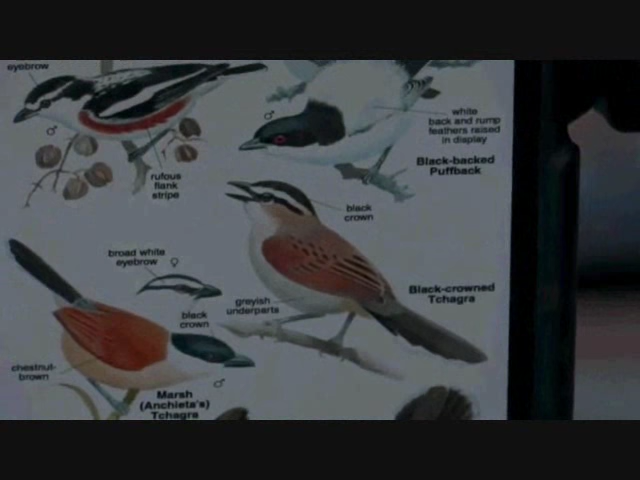 eyebrow
♂
rufous
flank
stripe
♂
white
back and rump
feathers raised
in display
Black-backed
Puffback
black
crown
broad white
eyebrow
♀
Black-crowned
Tchagra
greyish
underparts
black
crown
chestnut-
brown
♂
Marsh
(Anchieta's)
Tchagra